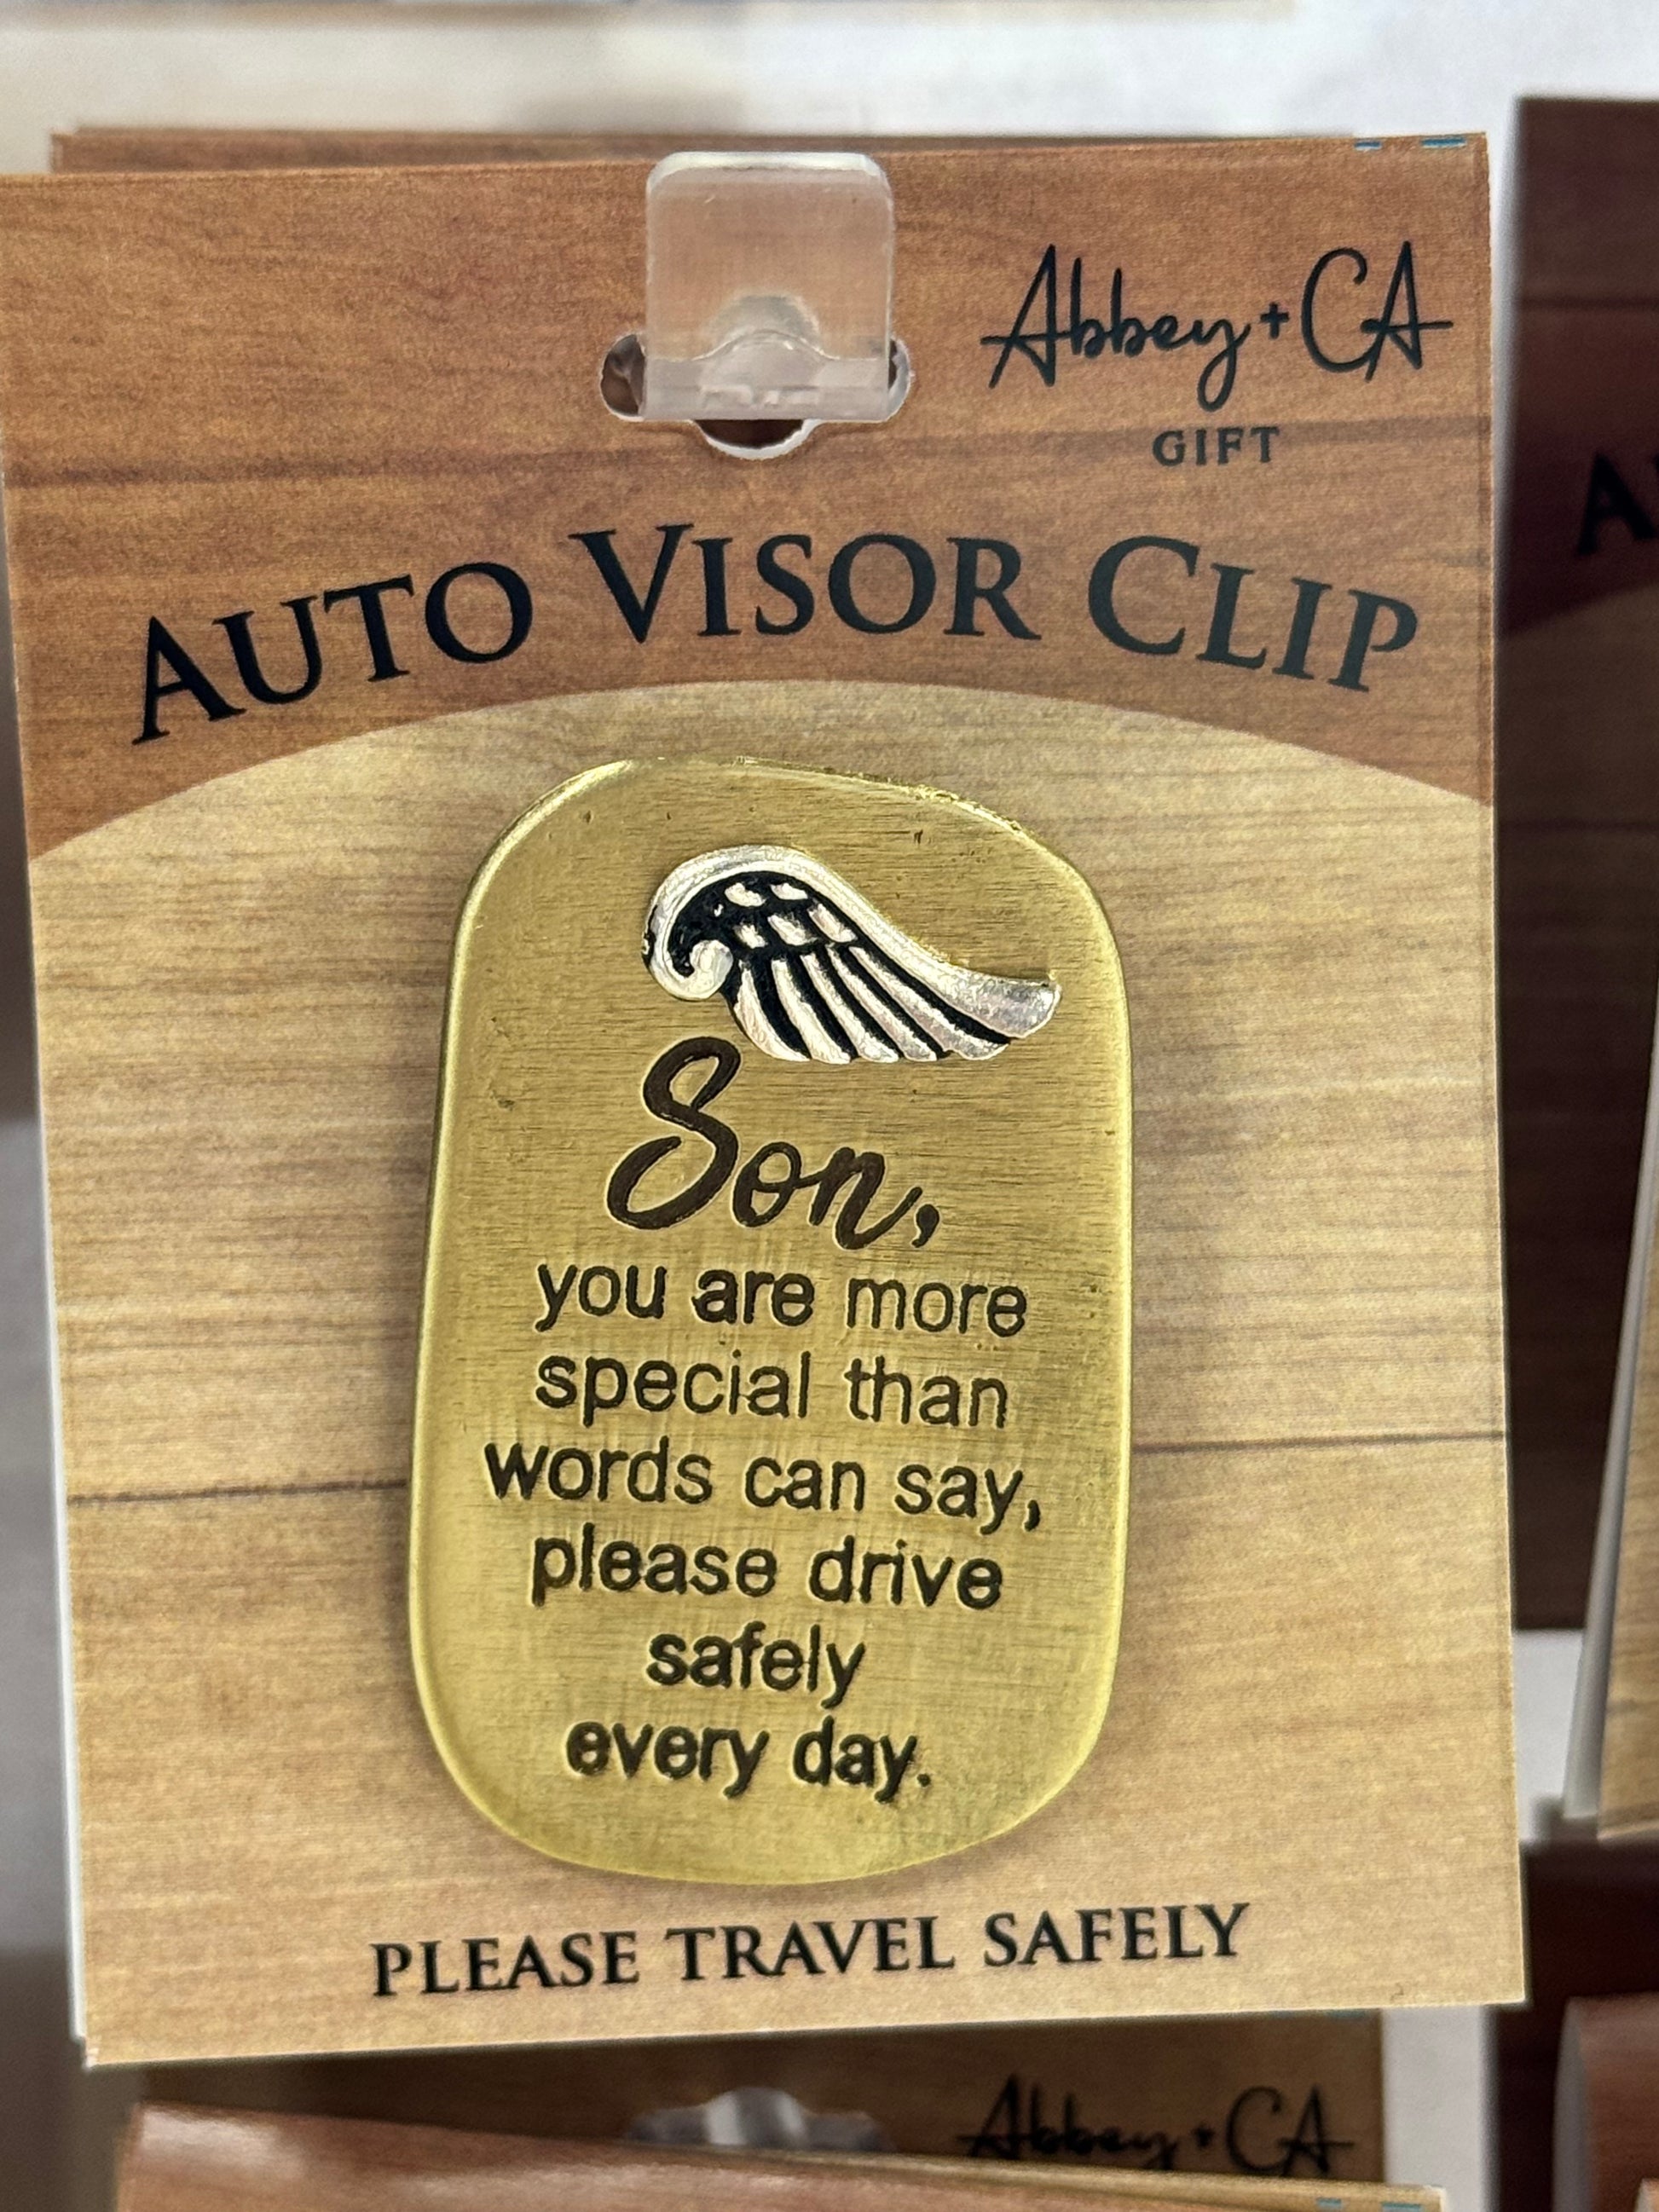 Abbey + CA
GIFT
AUTO VISOR CLIP
Son,
you are more
special than
words can say,
please drive
safely
every day.
PLEASE TRAVEL SAFELY
Abbey + CA